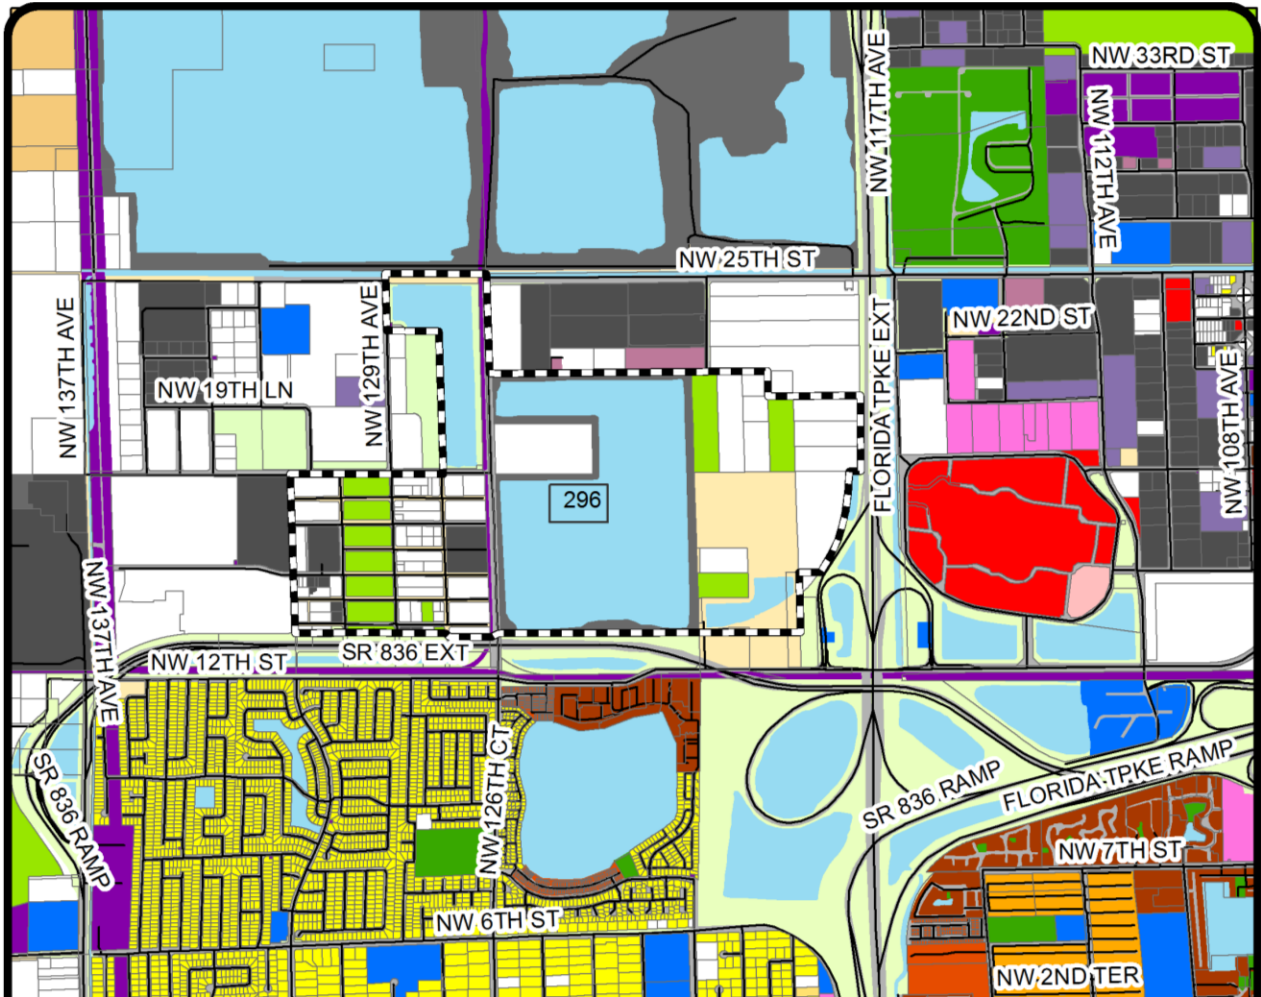 NW 33RD ST
NW 117TH AVE
NW 112TH AVE
NW 25TH ST
NW 137TH AVE
NW 129TH AVE
FLORIDA TPKE EXT
NW 22ND ST
NW 19TH LN
NW 108TH AVE
296
NW 137TH AVE
NW 12TH ST
SR 836 EXT
NW 126TH CT
SR 836 RAMP
SR 836 RAMP
FLORIDA TPKE RAMP
NW 7TH ST
NW 6TH ST
NW 2ND TER